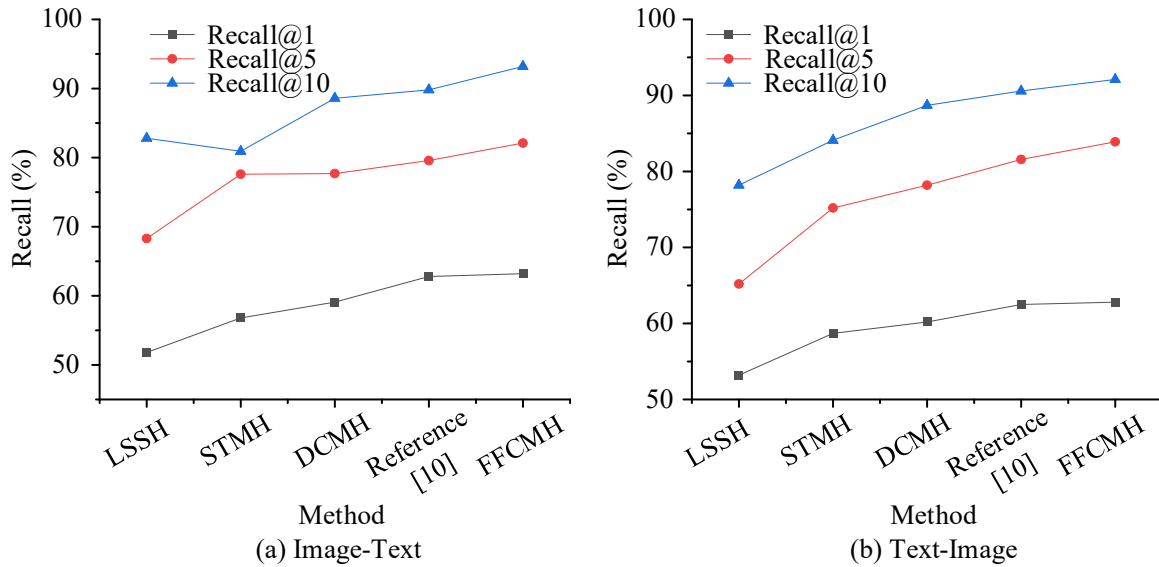 100
90
80
70
60
50
Recall (%)
Recall@1
Recall@5
Recall@10
LSSH
STMH
DCMH
Reference
[10]
FFCMH
Method
(a) Image-Text
100
90
80
70
60
50
Recall (%)
Recall@1
Recall@5
Recall@10
LSSH
STMH
DCMH
Reference
[10]
FFCMH
Method
(b) Text-Image